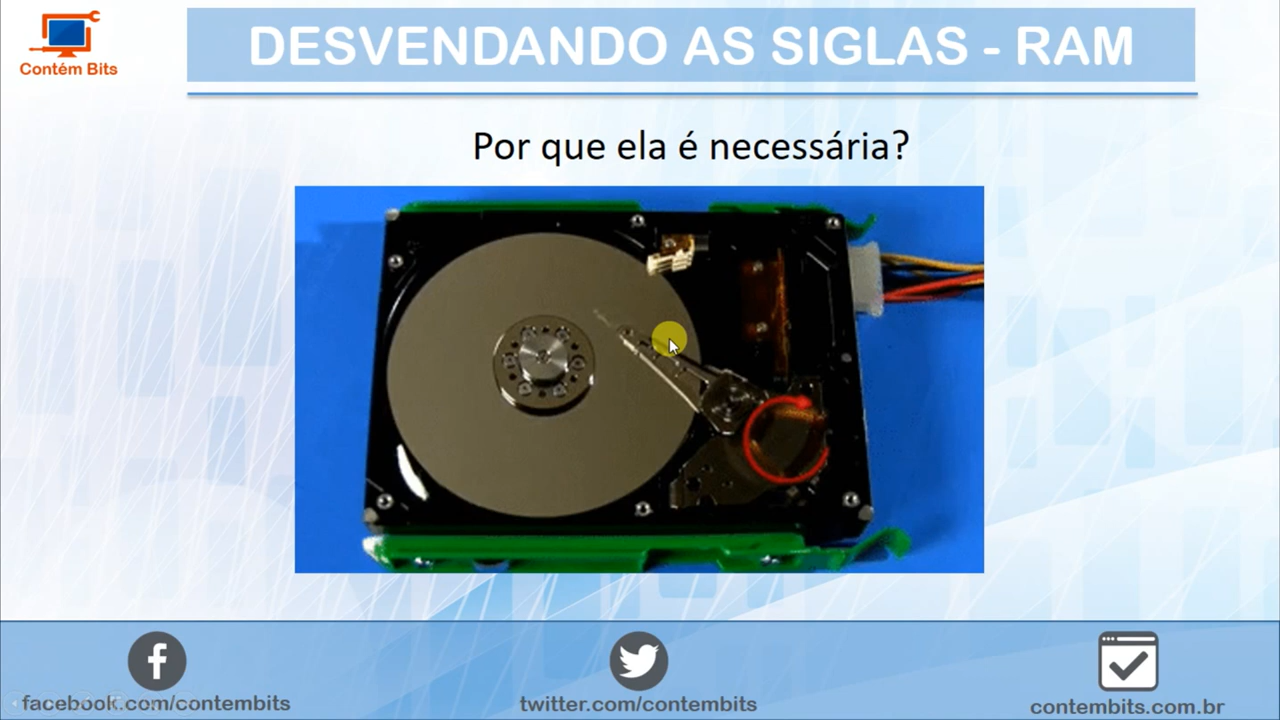 Contém Bits
DESVENDANDO AS SIGLAS - RAM
Por que ela é necessária?
facebook.com/contembits
twitter.com/contembits
contembits.com.br